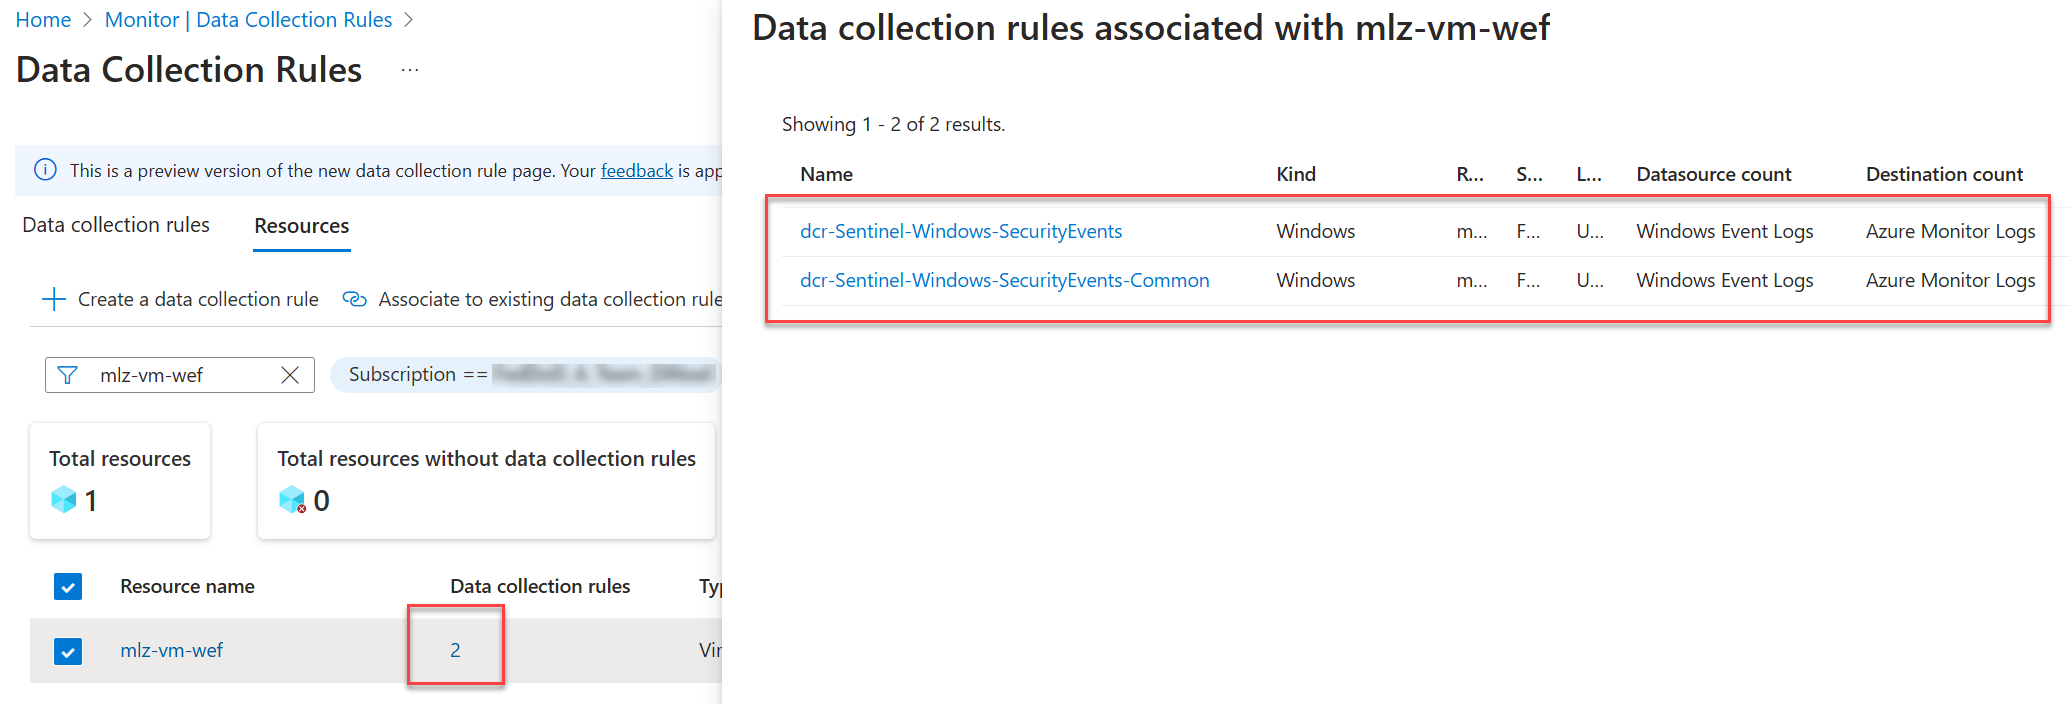 Home > Monitor | Data Collection Rules >
Data Collection Rules ...
This is a preview version of the new data collection rule page. Your feedback is app
Data collection rules Resources
Create a data collection rule Associate to existing data collection rule
mlz-vm-wef Subscription ==
Total resources
1
Total resources without data collection rules
0
Resource name Data collection rules Ty
mlz-vm-wef 2 Vir
Data collection rules associated with mlz-vm-wef
Showing 1 - 2 of 2 results.
Name Kind R... S... L... Datasource count Destination count
dcr-Sentinel-Windows-SecurityEvents Windows m... F... U... Windows Event Logs Azure Monitor Logs
dcr-Sentinel-Windows-SecurityEvents-Common Windows m... F... U... Windows Event Logs Azure Monitor Logs